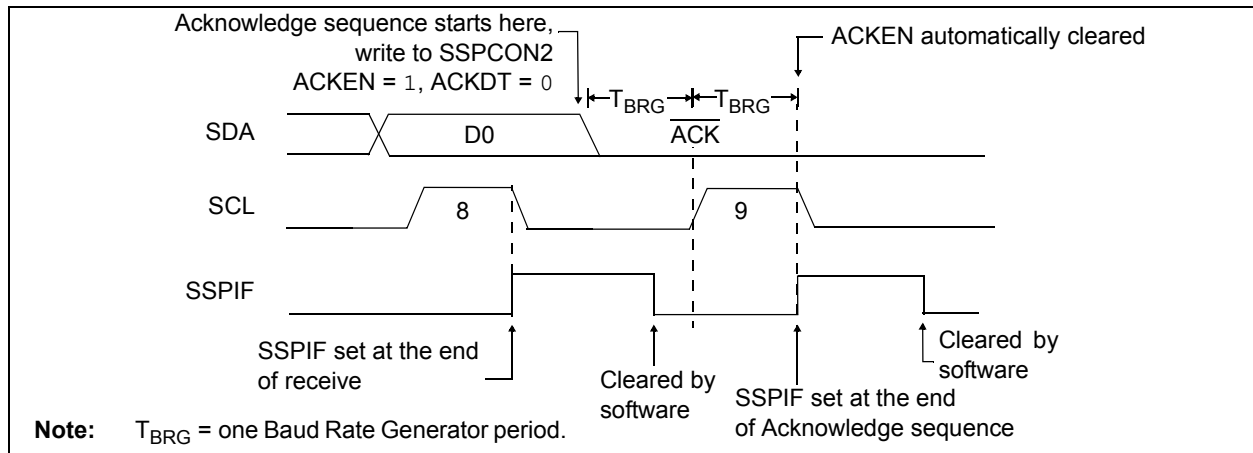 Acknowledge sequence starts here,
write to SSPCON2
ACKEN = 1, ACKDT = 0
ACKEN automatically cleared
TBRG
TBRG
SDA
D0
ACK
SCL
8
9
SSPIF
SSPIF set at the end
of receive
Cleared by
software
SSPIF set at the end
of Acknowledge sequence
Cleared by
software
Note: TBRG = one Baud Rate Generator period.